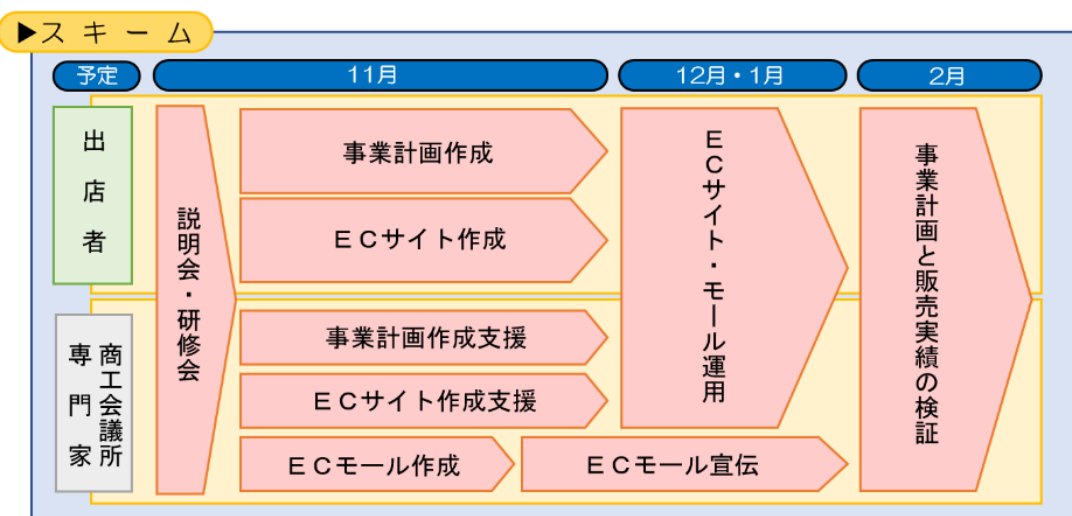 ▶スキーム
予定
11月
12月・1月
2月
出店者
説明会・研修会
事業計画作成
ECサイト作成
ECサイト・モール運用
事業計画と販売実績の検証
商工会議所
専門家
事業計画作成支援
ECサイト作成支援
ECモール作成
ECモール宣伝